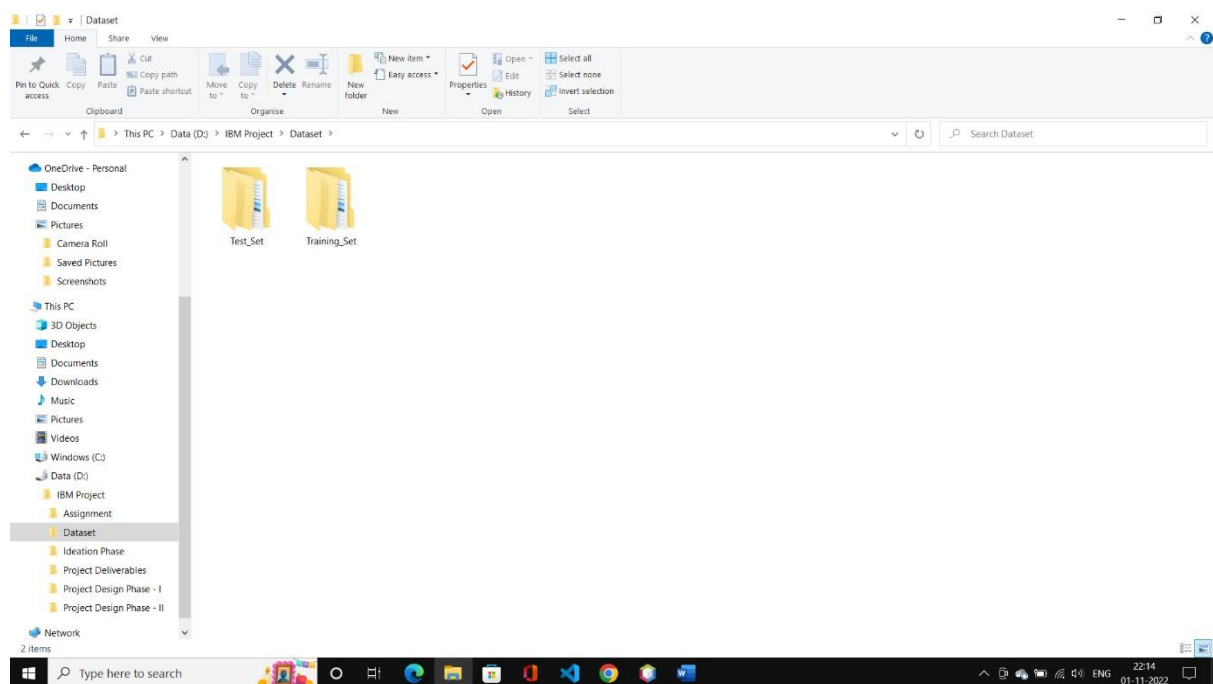 Dataset
File Home Share View
Pin to Quick access
Copy
Paste
Cut
Copy path
Paste shortcut
Clipboard
Move to
Copy to
Delete
Rename
Organise
New folder
New item
Easy access
New
Properties
Open
Edit
History
Open
Select all
Select none
Invert selection
Select
This PC > Data (D:) > IBM Project > Dataset >
Search Dataset
OneDrive - Personal
Desktop
Documents
Pictures
Camera Roll
Saved Pictures
Screenshots
This PC
3D Objects
Desktop
Documents
Downloads
Music
Pictures
Videos
Windows (C:)
Data (D:)
IBM Project
Assignment
Dataset
Ideation Phase
Project Deliverables
Project Design Phase - I
Project Design Phase - II
Network
Test_Set
Training_Set
2 items
Type here to search
ENG
22:14
01-11-2022